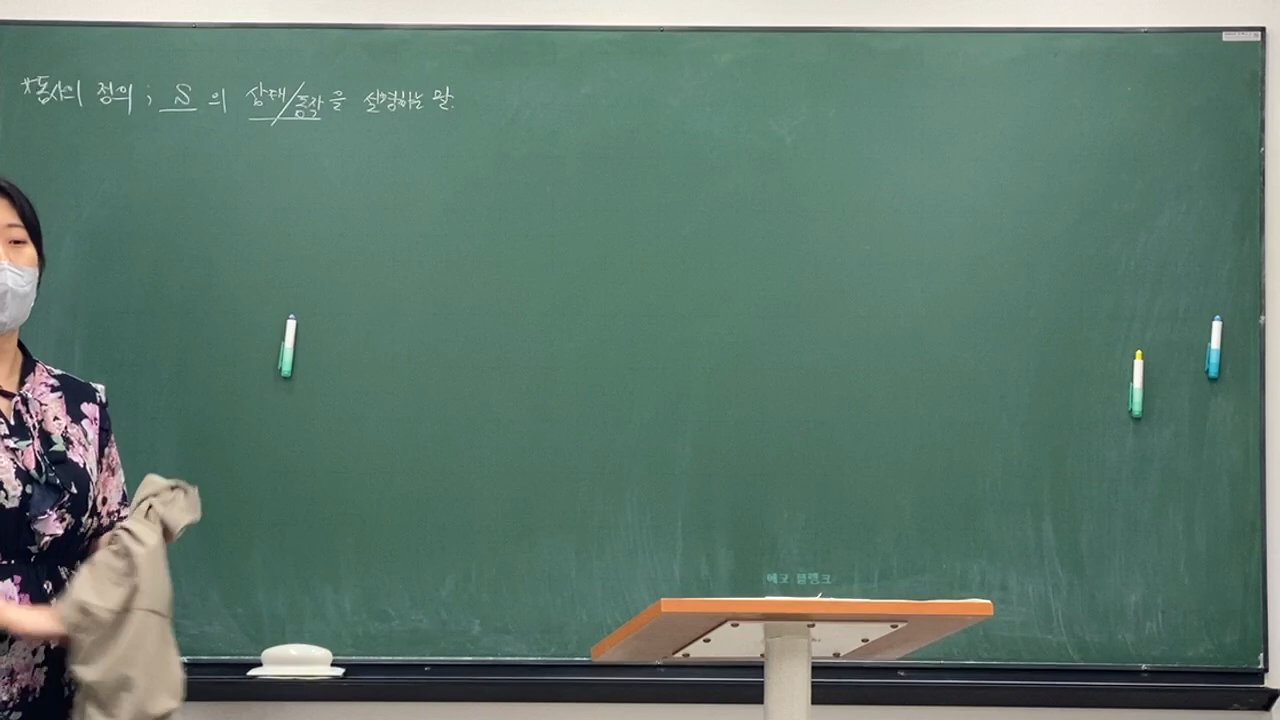 *동사의 정의 ; S 의 상태/동작을 설명하는 말.
에코 블랭크